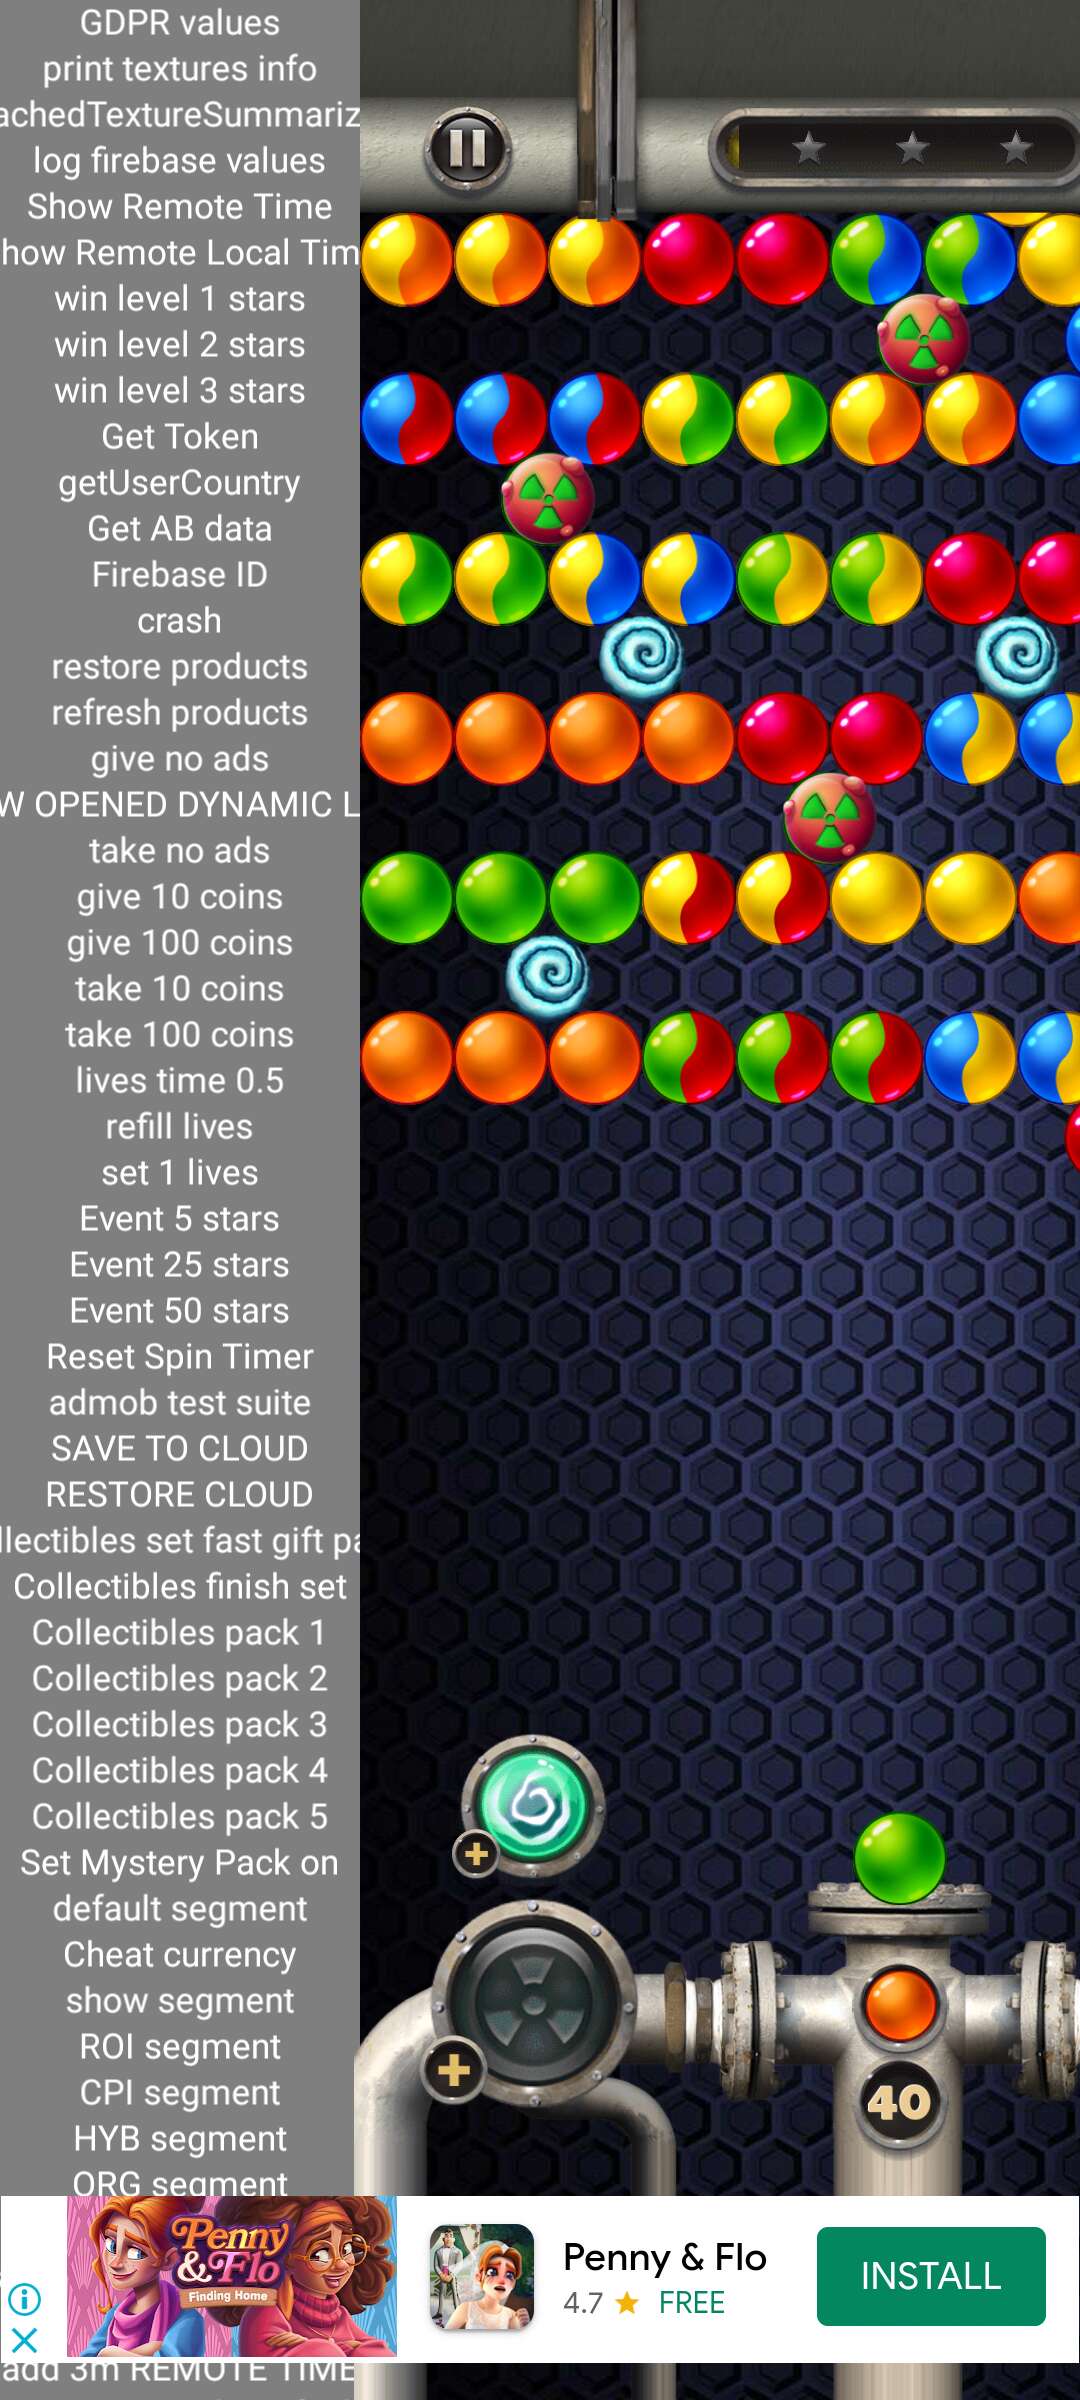 GDPR values
print textures info
achedTextureSummariz
log firebase values
Show Remote Time
how Remote Local Tim
win level 1 stars
win level 2 stars
win level 3 stars
Get Token
getUserCountry
Get AB data
Firebase ID
crash
restore products
refresh products
give no ads
W OPENED DYNAMIC L
take no ads
give 10 coins
give 100 coins
take 10 coins
take 100 coins
lives time 0.5
refill lives
set 1 lives
Event 5 stars
Event 25 stars
Event 50 stars
Reset Spin Timer
admob test suite
SAVE TO CLOUD
RESTORE CLOUD
llectibles set fast gift pa
Collectibles finish set
Collectibles pack 1
Collectibles pack 2
Collectibles pack 3
Collectibles pack 4
Collectibles pack 5
Set Mystery Pack on
default segment
Cheat currency
show segment
ROI segment
CPI segment
HYB segment
ORG segment
40
Penny
&Flo
Finding Home
Penny & Flo
4.7 ★ FREE
INSTALL
add 3m REMOTE TIME